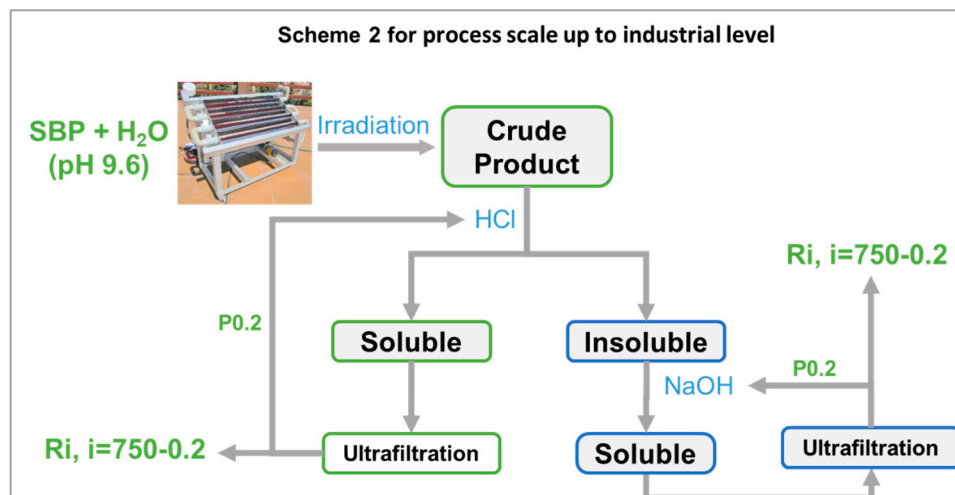 Scheme 2 for process scale up to industrial level
SBP + H₂O
(pH 9.6)
Irradiation
Crude
Product
HCl
Ri, i=750-0.2
P0.2
Soluble
Insoluble
P0.2
NaOH
Ri, i=750-0.2
Ultrafiltration
Soluble
Ultrafiltration